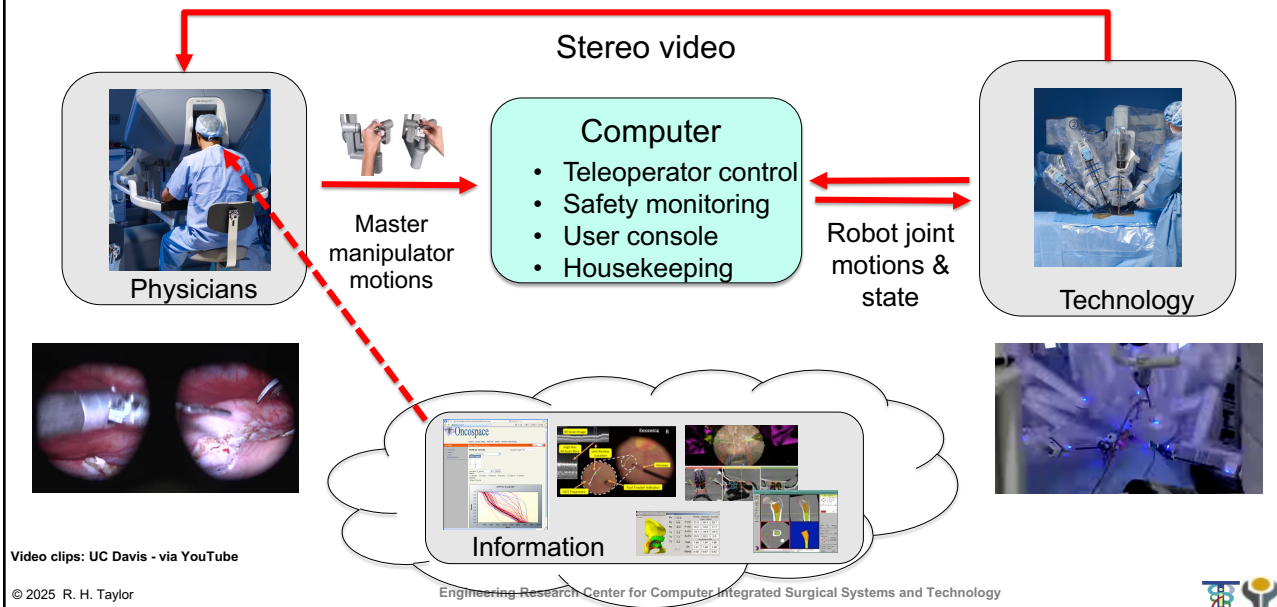 Stereo video
Computer
• Teleoperator control
• Safety monitoring
• User console
• Housekeeping
Physicians
Master
manipulator
motions
Robot joint
motions &
state
Technology
Oncospace
Information
Video clips: UC Davis - via YouTube
© 2025 R. H. Taylor
Engineering Research Center for Computer Integrated Surgical Systems and Technology